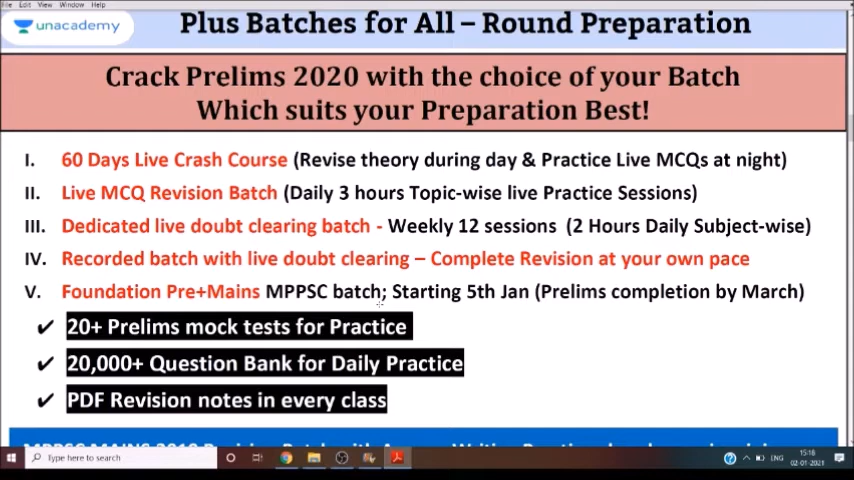 File Edit View Window Help
unacademy
Plus Batches for All – Round Preparation
Crack Prelims 2020 with the choice of your Batch
Which suits your Preparation Best!
I. 60 Days Live Crash Course (Revise theory during day & Practice Live MCQs at night)
II. Live MCQ Revision Batch (Daily 3 hours Topic-wise live Practice Sessions)
III. Dedicated live doubt clearing batch - Weekly 12 sessions (2 Hours Daily Subject-wise)
IV. Recorded batch with live doubt clearing – Complete Revision at your own pace
V. Foundation Pre+Mains MPPSC batch; Starting 5th Jan (Prelims completion by March)
✔ 20+ Prelims mock tests for Practice
✔ 20,000+ Question Bank for Daily Practice
✔ PDF Revision notes in every class
Type here to search
ENG
15:18
02-01-2021